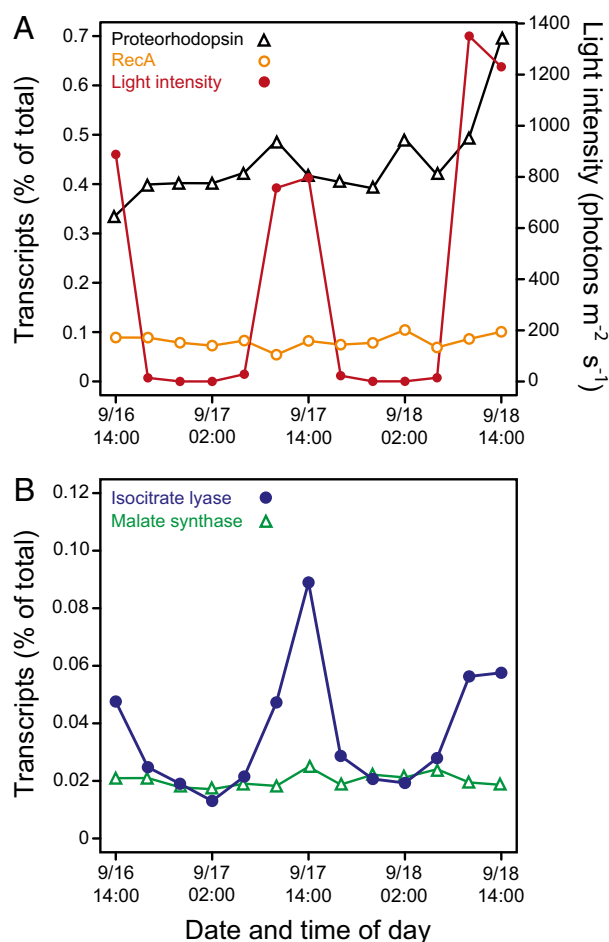 A
Proteorhodopsin
RecA
Light intensity
Transcripts (% of total)
0.7
0.6
0.5
0.4
0.3
0.2
0.1
0
Light intensity (photons m⁻² s⁻¹)
1400
1200
1000
800
600
400
200
0
9/16 9/17 9/17 9/18 9/18
14:00 02:00 14:00 02:00 14:00
B
Isocitrate lyase
Malate synthase
Transcripts (% of total)
0.12
0.10
0.08
0.06
0.04
0.02
0
9/16 9/17 9/17 9/18 9/18
14:00 02:00 14:00 02:00 14:00
Date and time of day